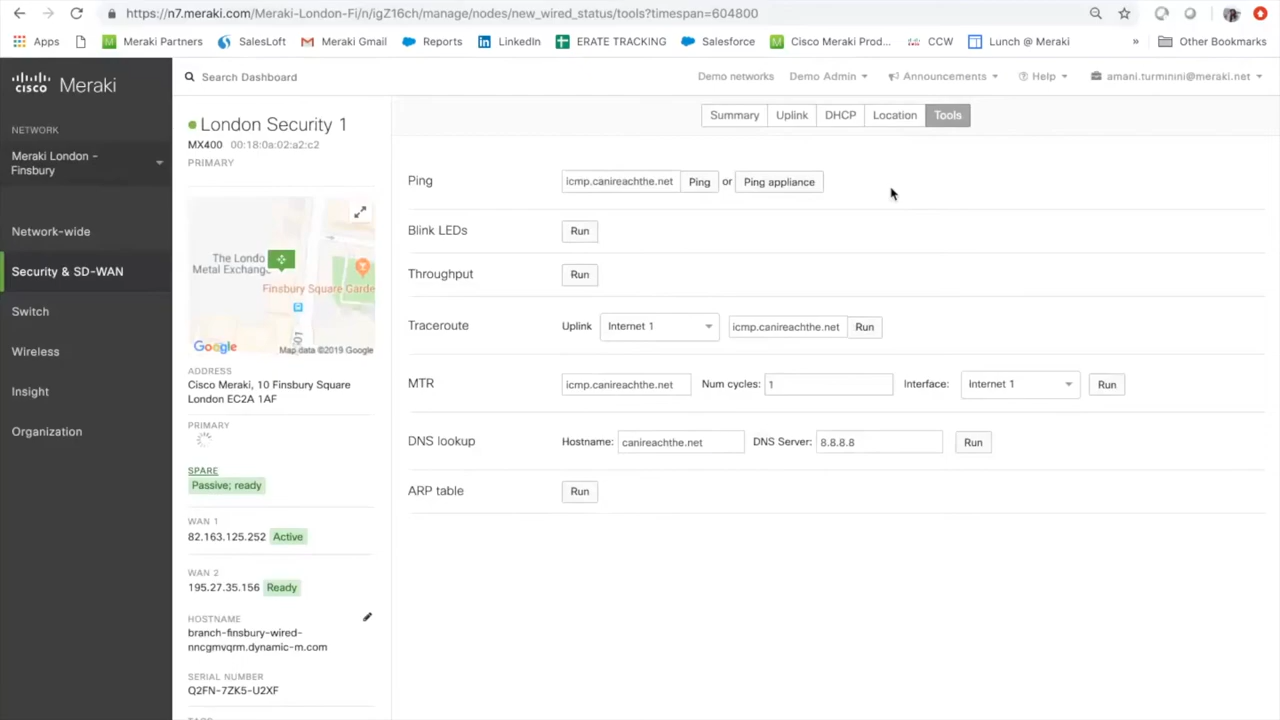 https://n7.meraki.com/Meraki-London-Fi/n/igZ16ch/manage/nodes/new_wired_status/tools?timespan=604800
Apps Meraki Partners SalesLoft Meraki Gmail Reports LinkedIn ERATE TRACKING Salesforce Cisco Meraki Prod... CCW Lunch @ Meraki » Other Bookmarks
cisco Meraki
Search Dashboard
Demo networks Demo Admin Announcements Help amani.turminini@meraki.net
NETWORK
Meraki London -
Finsbury
Network-wide
Security & SD-WAN
Switch
Wireless
Insight
Organization
London Security 1
MX400 00:18:0a:02:a2:c2
PRIMARY
The Londo
Metal Exchang
Finsbury Square Garde
Google
Map data ©2019 Google
ADDRESS
Cisco Meraki, 10 Finsbury Square
London EC2A 1AF
PRIMARY
SPARE
Passive; ready
WAN 1
82.163.125.252 Active
WAN 2
195.27.35.156 Ready
HOSTNAME
branch-finsbury-wired-
nncgmvqrm.dynamic-m.com
SERIAL NUMBER
Q2FN-7ZK5-U2XF
Summary Uplink DHCP Location Tools
Ping icmp.canireachthe.net Ping or Ping appliance
Blink LEDs Run
Throughput Run
Traceroute Uplink Internet 1 icmp.canireachthe.net Run
MTR icmp.canireachthe.net Num cycles: 1 Interface: Internet 1 Run
DNS lookup Hostname: canireachthe.net DNS Server: 8.8.8.8 Run
ARP table Run